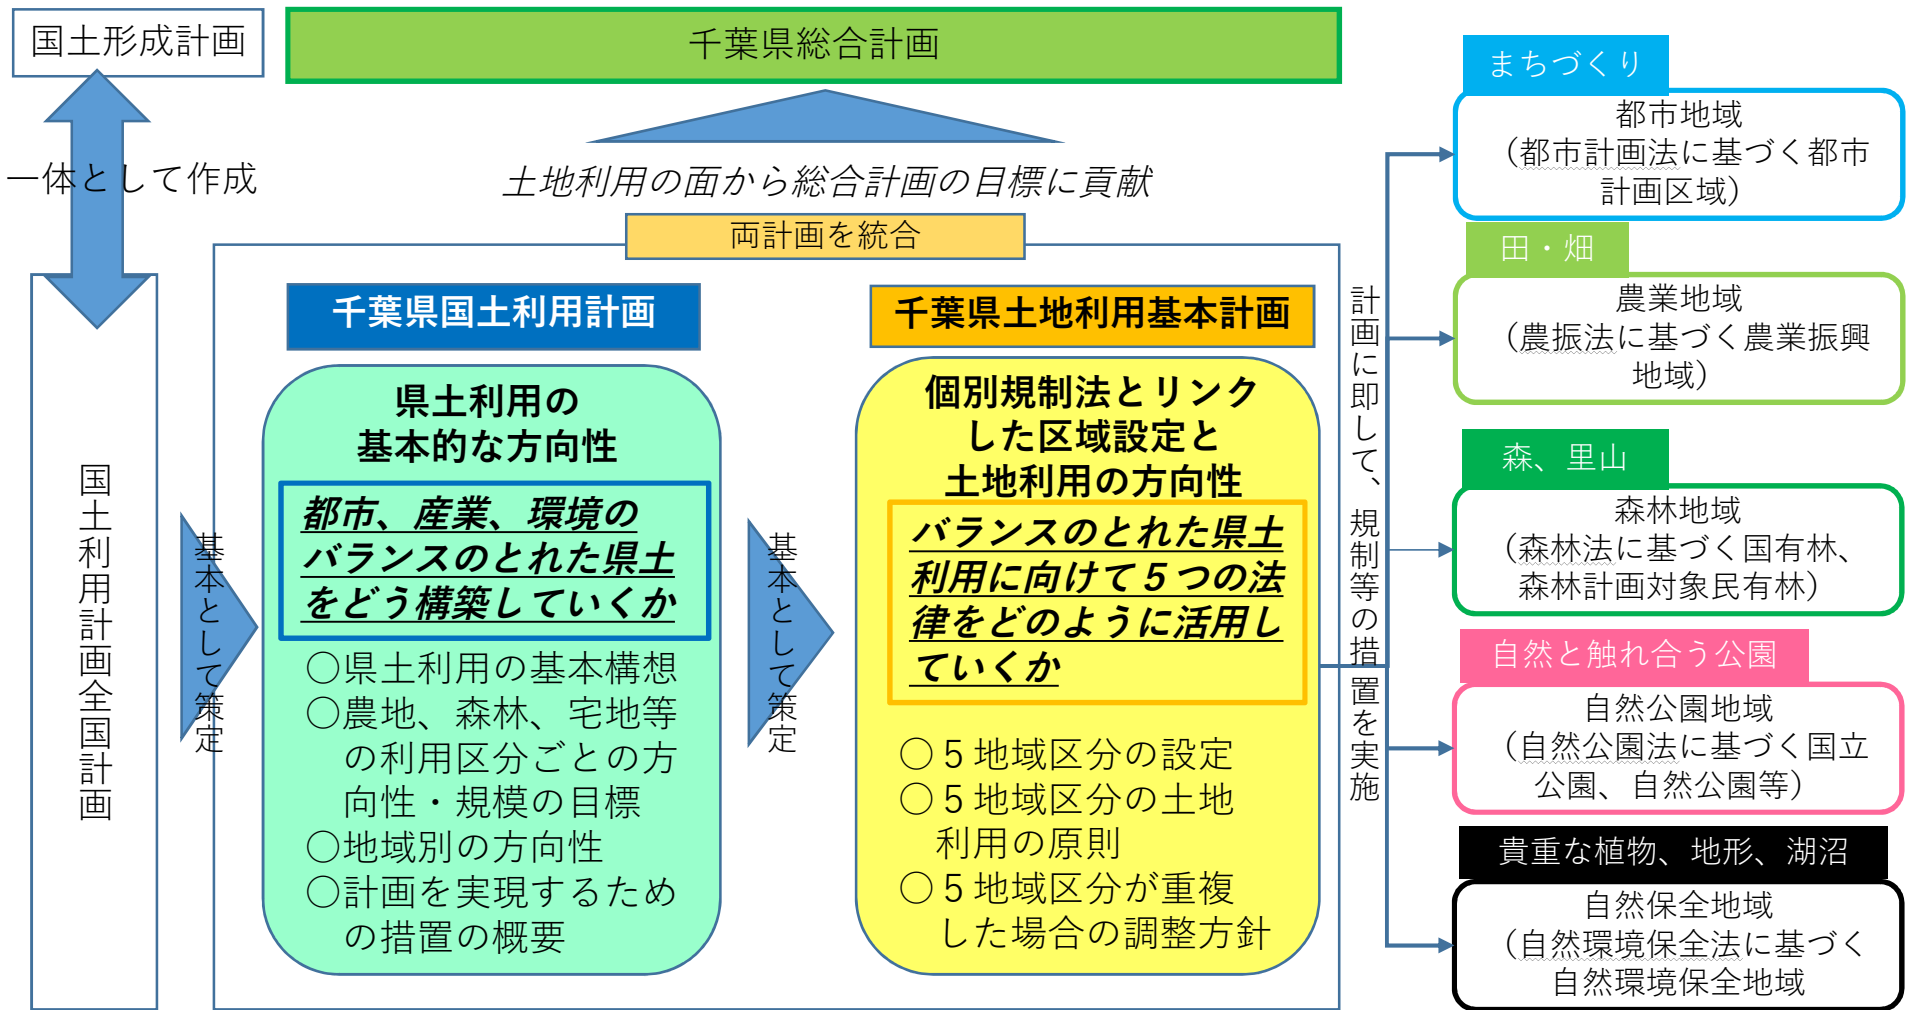 国土形成計画
千葉県総合計画
一体として作成
土地利用の面から総合計画の目標に貢献
両計画を統合
国土利用計画全国計画
基本として策定
千葉県国土利用計画
県土利用の
基本的な方向性
都市、産業、環境の
バランスのとれた県土
をどう構築していくか
○県土利用の基本構想
○農地、森林、宅地等
の利用区分ごとの方
向性・規模の目標
○地域別の方向性
○計画を実現するため
の措置の概要
基本として策定
千葉県土地利用基本計画
個別規制法とリンク
した区域設定と
土地利用の方向性
バランスのとれた県土
利用に向けて5つの法
律をどのように活用し
ていくか
○5地域区分の設定
○5地域区分の土地
利用の原則
○5地域区分が重複
した場合の調整方針
計画に即して、規制等の措置を実施
まちづくり
都市地域
(都市計画法に基づく都市
計画区域)
田・畑
農業地域
(農振法に基づく農業振興
地域)
森、里山
森林地域
(森林法に基づく国有林、
森林計画対象民有林)
自然と触れ合う公園
自然公園地域
(自然公園法に基づく国立
公園、自然公園等)
貴重な植物、地形、湖沼
自然保全地域
(自然環境保全法に基づく
自然環境保全地域